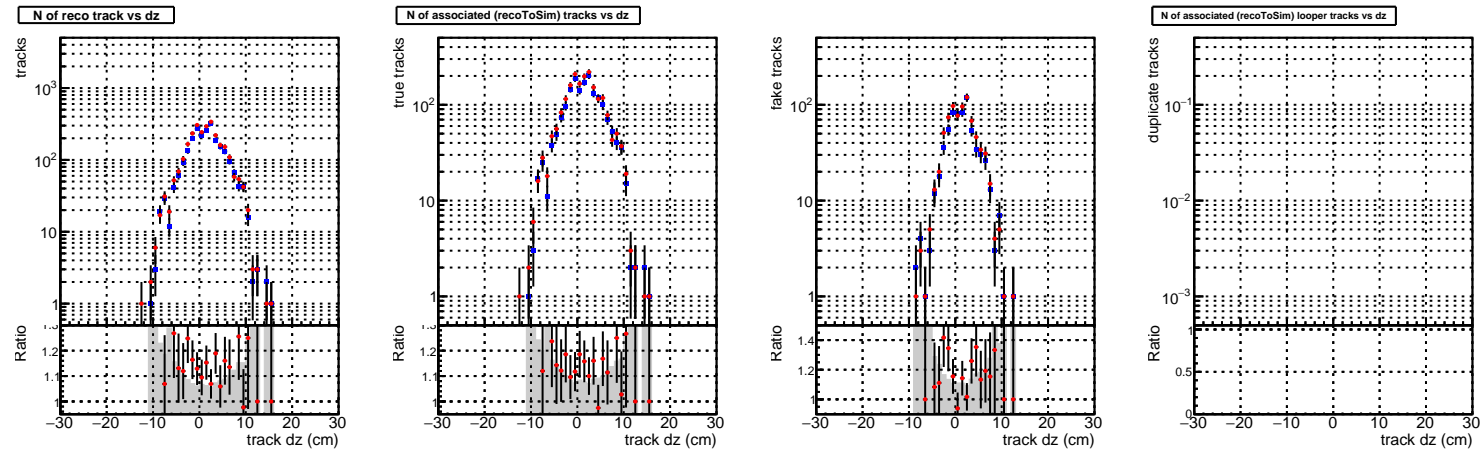 N of reco track vs dz
tracks
10³
10²
10
1
Ratio
1.3
1.2
1.1
1
−30 −20 −10 0 10 20 30
track dz (cm)
N of associated (recoToSim) tracks vs dz
true tracks
10²
10
1
Ratio
1.3
1.2
1.1
1
−30 −20 −10 0 10 20 30
track dz (cm)
fake tracks
10²
10
1
Ratio
1.4
1.2
1
−30 −20 −10 0 10 20 30
track dz (cm)
N of associated (recoToSim) looper tracks vs dz
duplicate tracks
10⁻¹
10⁻²
10⁻³
Ratio
1
0.5
0
−30 −20 −10 0 10 20 30
track dz (cm)